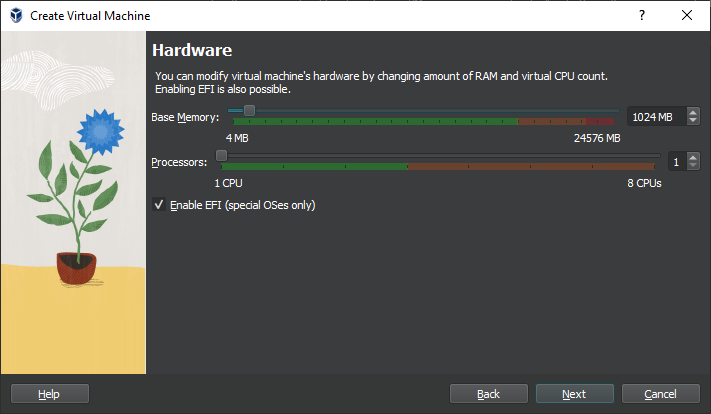 Create Virtual Machine
?
Hardware
You can modify virtual machine's hardware by changing amount of RAM and virtual CPU count.
Enabling EFI is also possible.
Base Memory:
1024 MB
4 MB
24576 MB
Processors:
1
1 CPU
8 CPUs
Enable EFI (special OSes only)
Help
Back
Next
Cancel